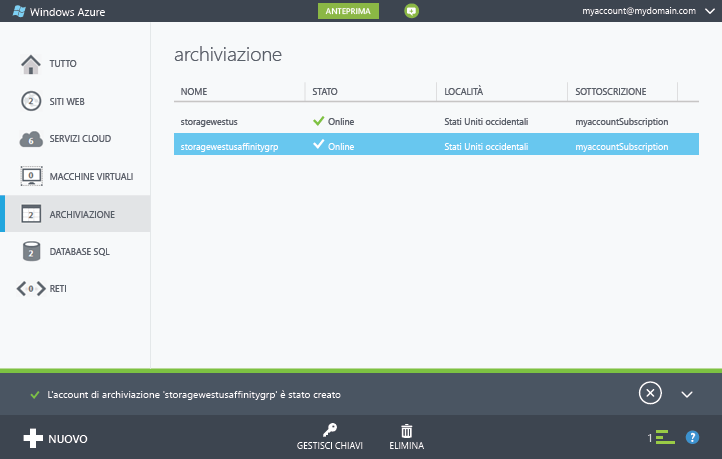 Windows Azure
ANTEPRIMA
myaccount@mydomain.com
TUTTO
2 SITI WEB
6 SERVIZI CLOUD
0 MACCHINE VIRTUALI
2 ARCHIVIAZIONE
2 DATABASE SQL
0 RETI
archiviazione
NOME STATO LOCALITÀ SOTTOSCRIZIONE
storagewestus Online Stati Uniti occidentali myaccountSubscription
storagewestusaffinitygrp Online Stati Uniti occidentali myaccountSubscription
L'account di archiviazione 'storagewestusaffinitygrp' è stato creato
NUOVO
GESTISCI CHIAVI
ELIMINA
1
?